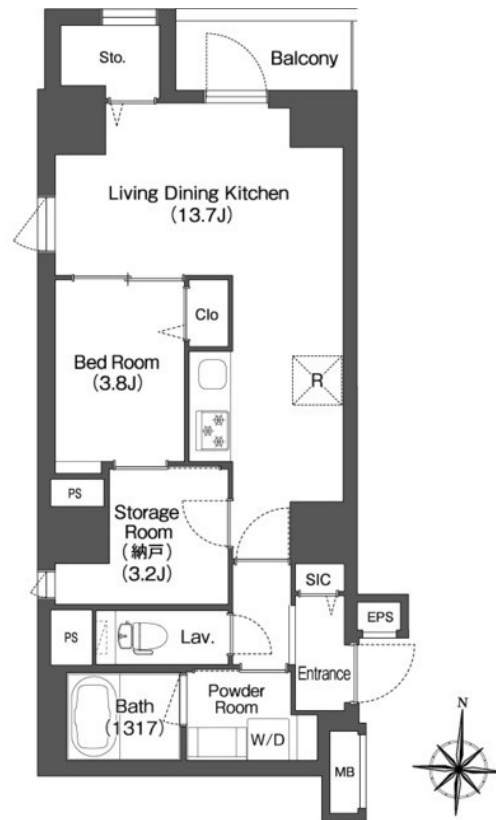 Sto.
Balcony
Living Dining Kitchen
(13.7J)
Clo
Bed Room
(3.8J)
R
PS
Storage
Room
(納戸)
(3.2J)
SIC
EPS
PS
Lav.
Entrance
Powder
Room
Bath
(1317)
W/D
MB
N